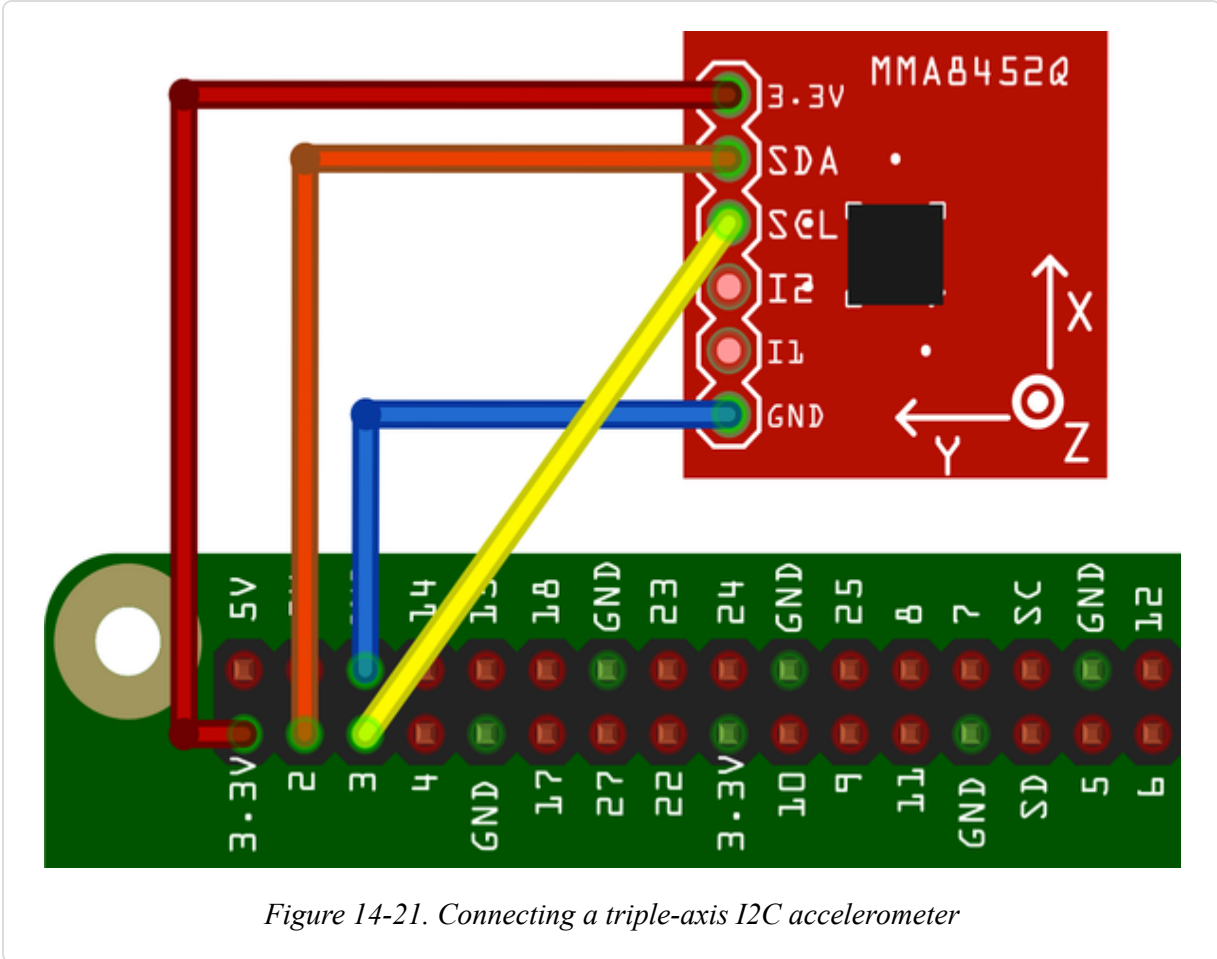 MMA8452Q
3.3V
SDA
SCL
I2
I1
GND
X
Y
Z
5V 14 15 18 GND 23 24 GND 25 8 7 SC GND 12
3.3V 2 3 4 GND 17 27 22 3.3V 10 9 11 GND SD 5 6
Figure 14-21. Connecting a triple-axis I2C accelerometer